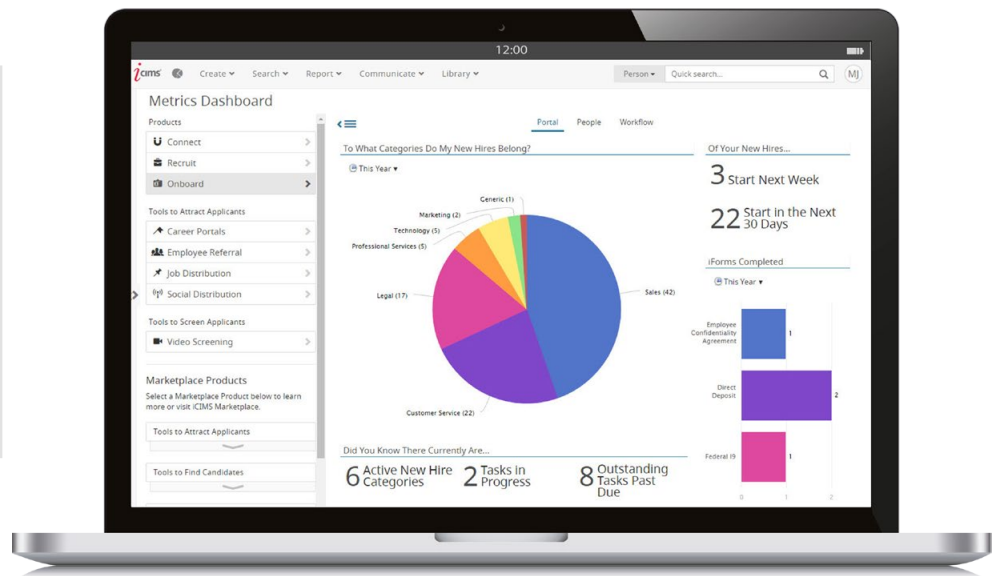 12:00
iCIMS
Create
Search
Report
Communicate
Library
Person
Quick search...
MJ
Metrics Dashboard
Products
Connect
Recruit
Onboard
Tools to Attract Applicants
Career Portals
Employee Referral
Job Distribution
Social Distribution
Tools to Screen Applicants
Video Screening
Marketplace Products
Select a Marketplace Product below to learn
more or visit iCIMS Marketplace.
Tools to Attract Applicants
Tools to Find Candidates
Portal
People
Workflow
To What Categories Do My New Hires Belong?
This Year
Generic (1)
Marketing (2)
Technology (5)
Professional Services (5)
Legal (17)
Sales (42)
Customer Service (22)
Did You Know There Currently Are...
6 Active New Hire
Categories
2 Tasks in
Progress
8 Outstanding
Tasks Past
Due
Of Your New Hires...
3 Start Next Week
22 Start in the Next
30 Days
iForms Completed
This Year
Employee
Confidentiality
Agreement
1
Direct
Deposit
2
Federal I9
1
0 1 2